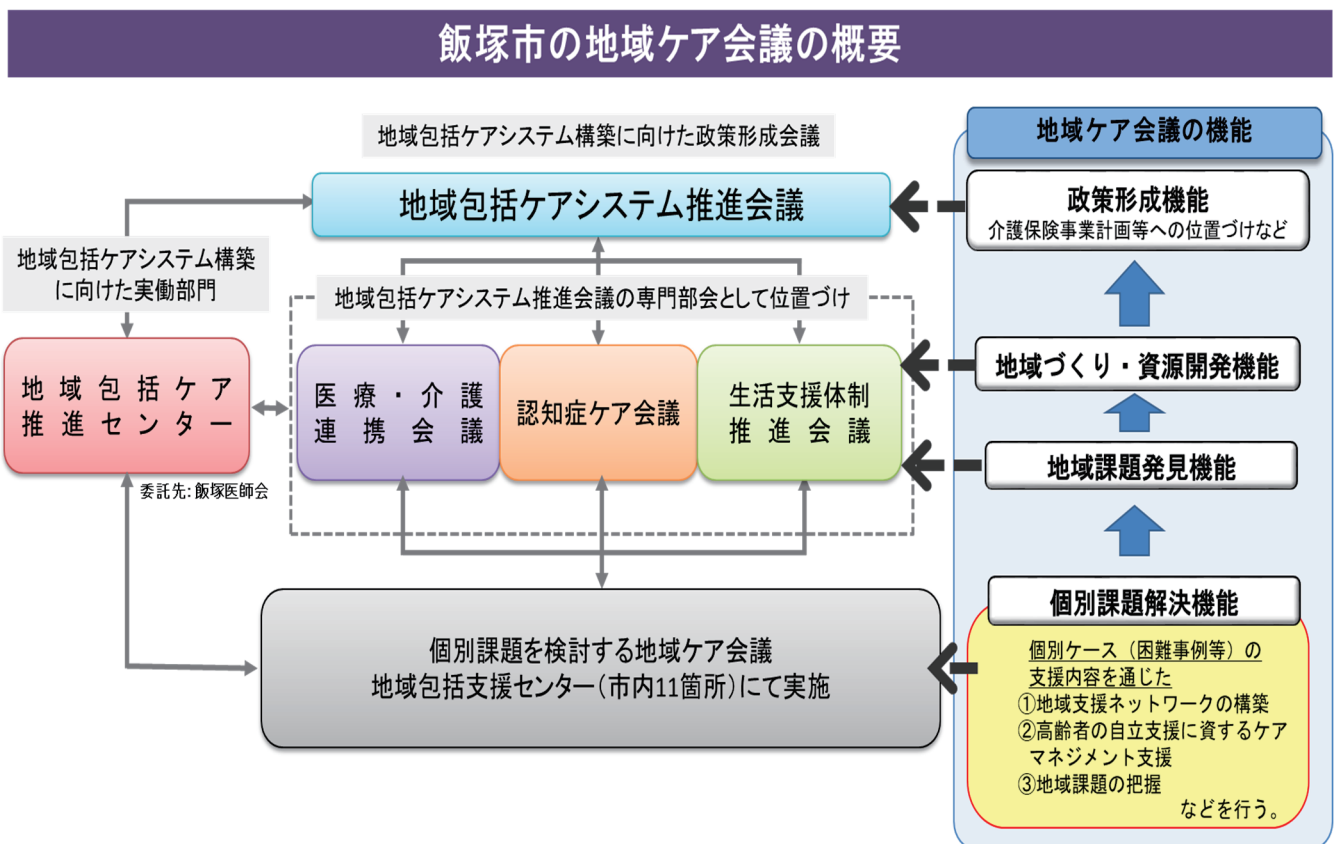 飯塚市の地域ケア会議の概要
地域包括ケアシステム構築に向けた政策形成会議
地域包括ケアシステム推進会議
地域包括ケアシステム構築
に向けた実働部門
地域包括ケアシステム推進会議の専門部会として位置づけ
地域包括ケア
推進センター
委託先:飯塚医師会
医療・介護
連携会議
認知症ケア会議
生活支援体制
推進会議
個別課題を検討する地域ケア会議
地域包括支援センター(市内11箇所)にて実施
地域ケア会議の機能
政策形成機能
介護保険事業計画等への位置づけなど
地域づくり・資源開発機能
地域課題発見機能
個別課題解決機能
個別ケース(困難事例等)の
支援内容を通じた
①地域支援ネットワークの構築
②高齢者の自立支援に資するケア
マネジメント支援
③地域課題の把握
などを行う。